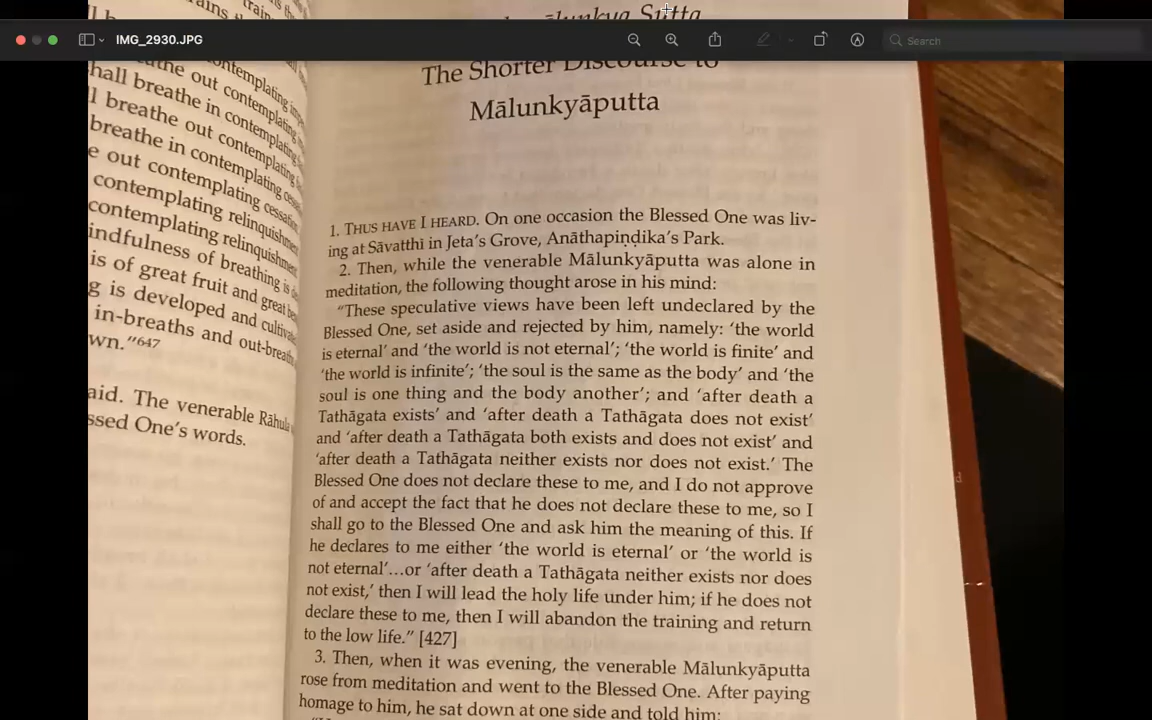 IMG_2930.JPG
Search
Sutta
The Shorter Discourse to
Mālunkyāputta
1. THUS HAVE I HEARD. On one occasion the Blessed One was liv-
ing at Sāvatthī in Jeta's Grove, Anāthapiṇḍika's Park.
2. Then, while the venerable Mālunkyāputta was alone in
meditation, the following thought arose in his mind:
"These speculative views have been left undeclared by the
Blessed One, set aside and rejected by him, namely: 'the world
is eternal' and 'the world is not eternal'; 'the world is finite' and
'the world is infinite'; 'the soul is the same as the body' and 'the
soul is one thing and the body another'; and 'after death a
Tathāgata exists' and 'after death a Tathāgata does not exist'
and 'after death a Tathāgata both exists and does not exist' and
'after death a Tathāgata neither exists nor does not exist.' The
Blessed One does not declare these to me, and I do not approve
of and accept the fact that he does not declare these to me, so I
shall go to the Blessed One and ask him the meaning of this. If
he declares to me either 'the world is eternal' or 'the world is
not eternal'…or 'after death a Tathāgata neither exists nor does
not exist,' then I will lead the holy life under him; if he does not
declare these to me, then I will abandon the training and return
to the low life." [427]
3. Then, when it was evening, the venerable Mālunkyāputta
rose from meditation and went to the Blessed One. After paying
homage to him, he sat down at one side and told him:
contemplating
hall breathe in contemplating
l breathe out contemplating
breathe in contemplating
e out contemplating cessation
contemplating relinquishment
contemplating relinquishment
indfulness of breathing is
is of great fruit and great
g is developed and
in-breaths and
wn."647
aid. The venerable Rāhula
ssed One's words.